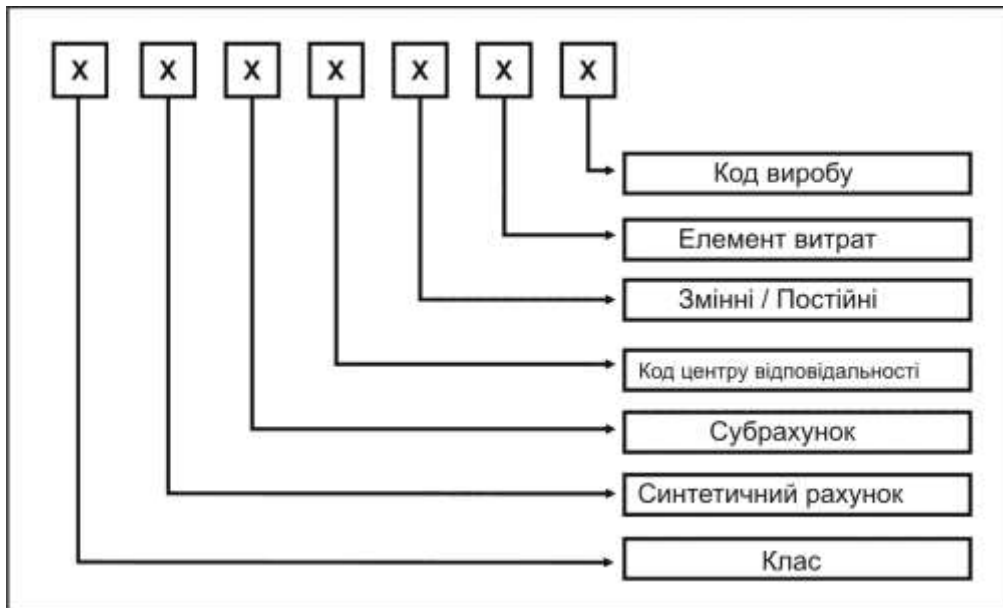 X X X X X X X
Код виробу
Елемент витрат
Змінні / Постійні
Код центру відповідальності
Субрахунок
Синтетичний рахунок
Клас